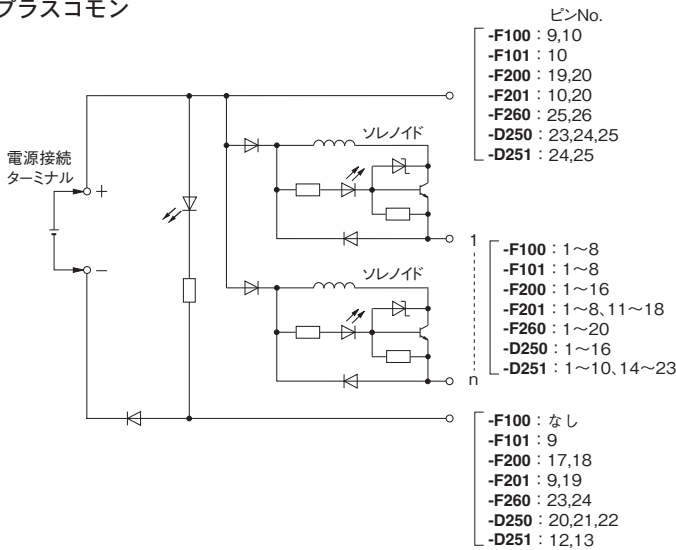 プラスコモン
ピンNo.
-F100：9,10
-F101：10
-F200：19,20
-F201：10,20
-F260：25,26
-D250：23,24,25
-D251：24,25
電源接続
ターミナル
+
−
ソレノイド
1
ソレノイド
n
-F100：1～8
-F101：1～8
-F200：1～16
-F201：1～8、11～18
-F260：1～20
-D250：1～16
-D251：1～10、14～23
-F100：なし
-F101：9
-F200：17,18
-F201：9,19
-F260：23,24
-D250：20,21,22
-D251：12,13